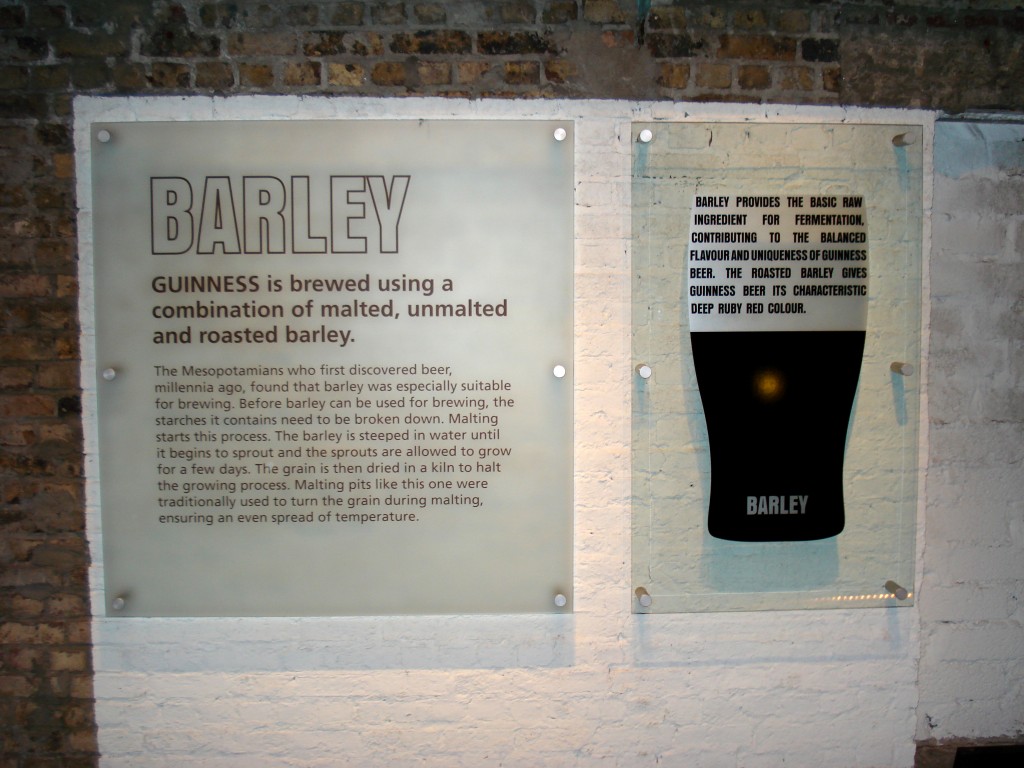 BARLEY
GUINNESS is brewed using a
combination of malted, unmalted
and roasted barley.
The Mesopotamians who first discovered beer,
millennia ago, found that barley was especially suitable
for brewing. Before barley can be used for brewing, the
starches it contains need to be broken down. Malting
starts this process. The barley is steeped in water until
it begins to sprout and the sprouts are allowed to grow
for a few days. The grain is then dried in a kiln to halt
the growing process. Malting pits like this one were
traditionally used to turn the grain during malting,
ensuring an even spread of temperature.
BARLEY PROVIDES THE BASIC RAW
INGREDIENT FOR FERMENTATION,
CONTRIBUTING TO THE BALANCED
FLAVOUR AND UNIQUENESS OF GUINNESS
BEER. THE ROASTED BARLEY GIVES
GUINNESS BEER ITS CHARACTERISTIC
DEEP RUBY RED COLOUR.
BARLEY